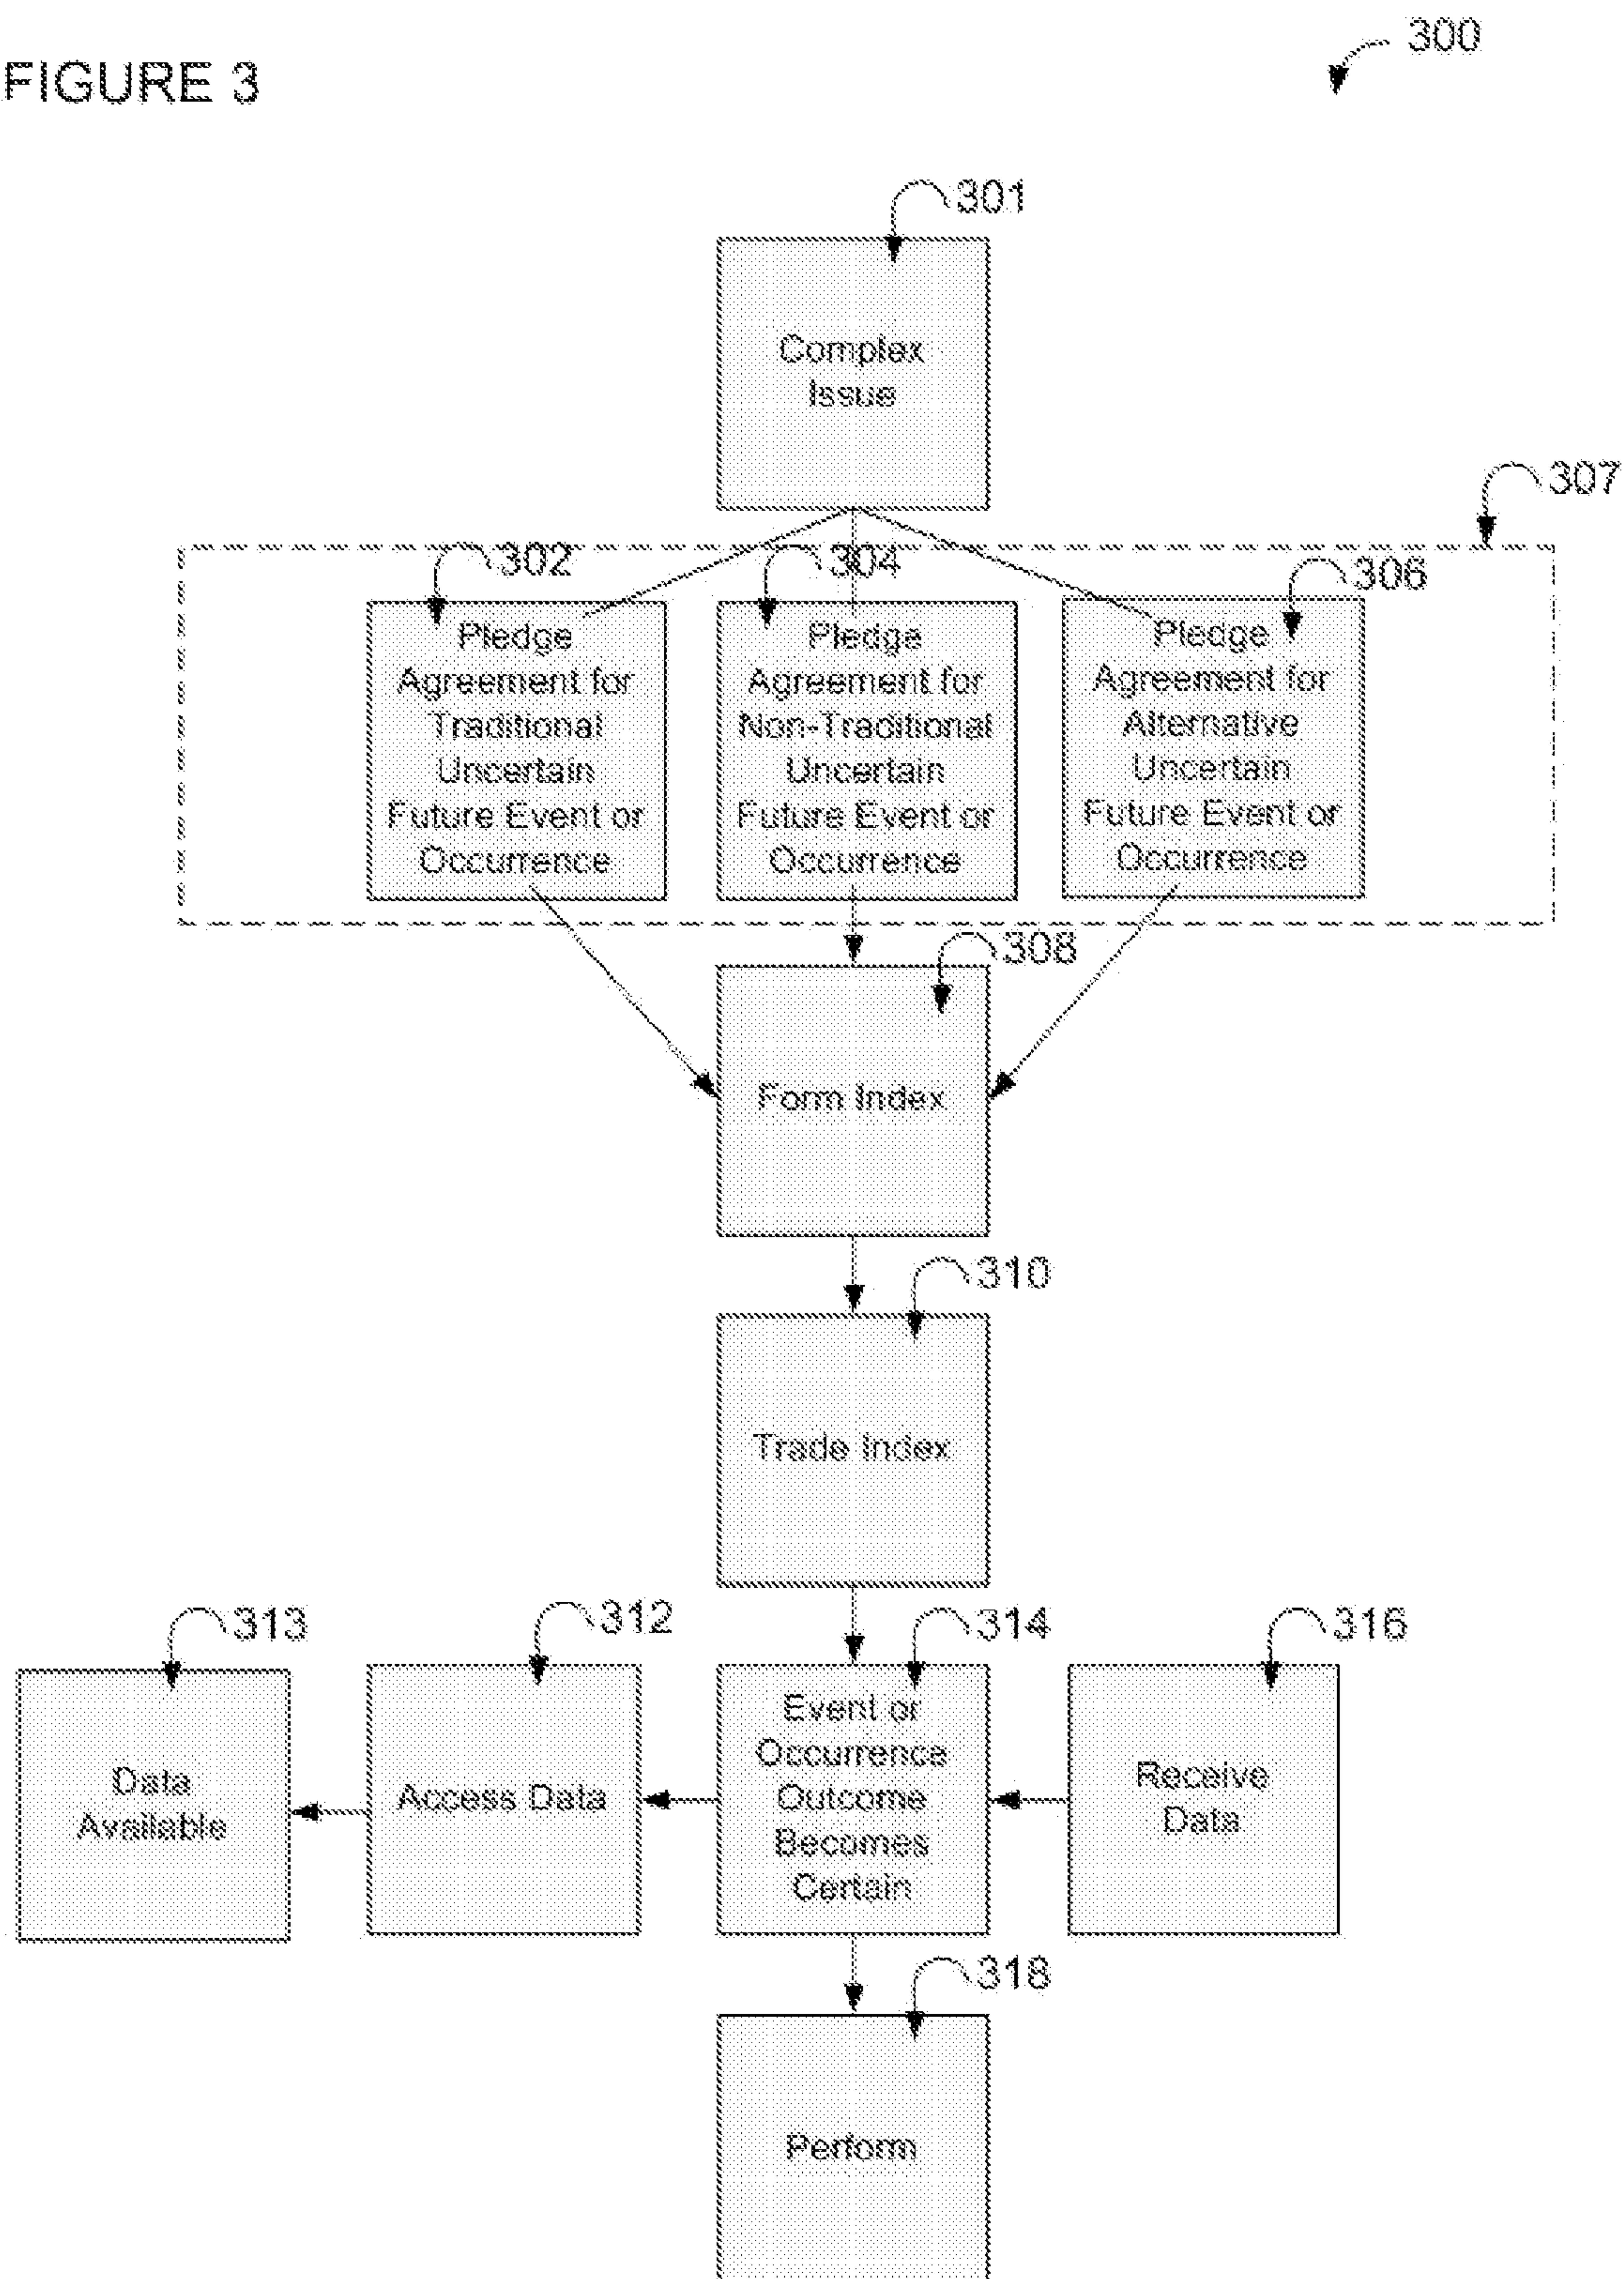 300
FIGURE 3
301
Complex
Issue
307
302
304
306
Pledge
Agreement for
Traditional
Uncertain
Future Event or
Occurrence
Pledge
Agreement for
Non-Traditional
Uncertain
Future Event or
Occurrence
Pledge
Agreement for
Alternative
Uncertain
Future Event or
Occurrence
308
Form Index
310
Trade Index
313
312
314
316
Data
Available
Access Data
Event or
Occurrence
Outcome
Becomes
Certain
Receive
Data
318
Perform